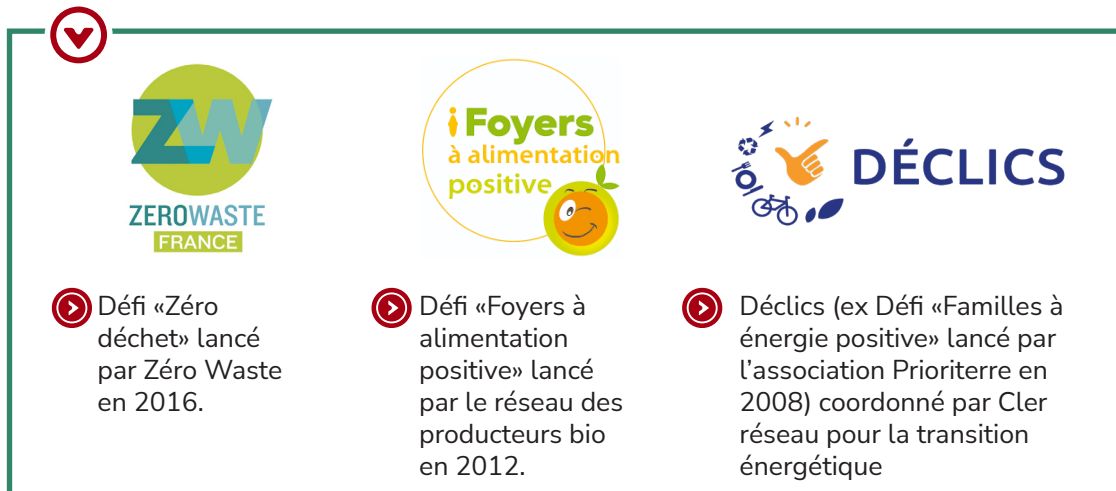 ZW
ZEROWASTE
FRANCE
Foyers
à alimentation
positive
DÉCLICS
Défi «Zéro
déchet» lancé
par Zéro Waste
en 2016.
Défi «Foyers à
alimentation
positive» lancé
par le réseau des
producteurs bio
en 2012.
Déclics (ex Défi «Familles à
énergie positive» lancé par
l’association Prioriterre en
2008) coordonné par Cler
réseau pour la transition
énergétique